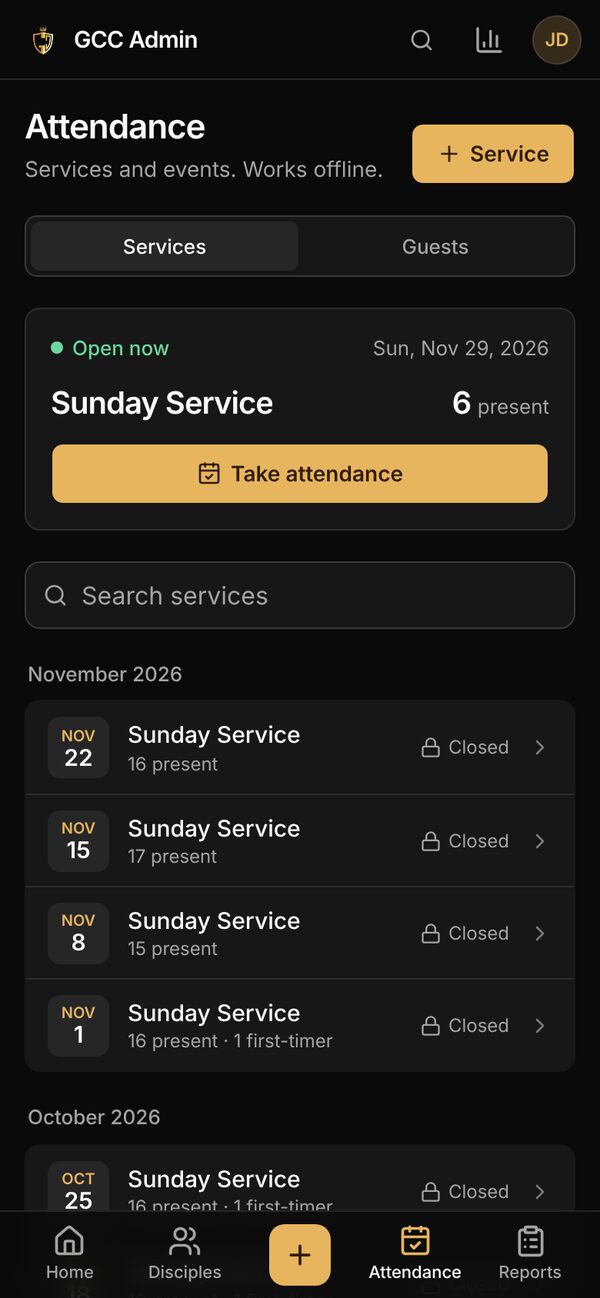 GCC Admin
JD
Attendance
Services and events. Works offline.
+ Service
Services
Guests
Open now
Sun, Nov 29, 2026
Sunday Service
6 present
Take attendance
Search services
November 2026
NOV
22
Sunday Service
16 present
Closed
NOV
15
Sunday Service
17 present
Closed
NOV
8
Sunday Service
15 present
Closed
NOV
1
Sunday Service
16 present · 1 first-timer
Closed
October 2026
OCT
25
Sunday Service
16 present · 1 first-timer
Closed
Home
Disciples
+
Attendance
Reports
18